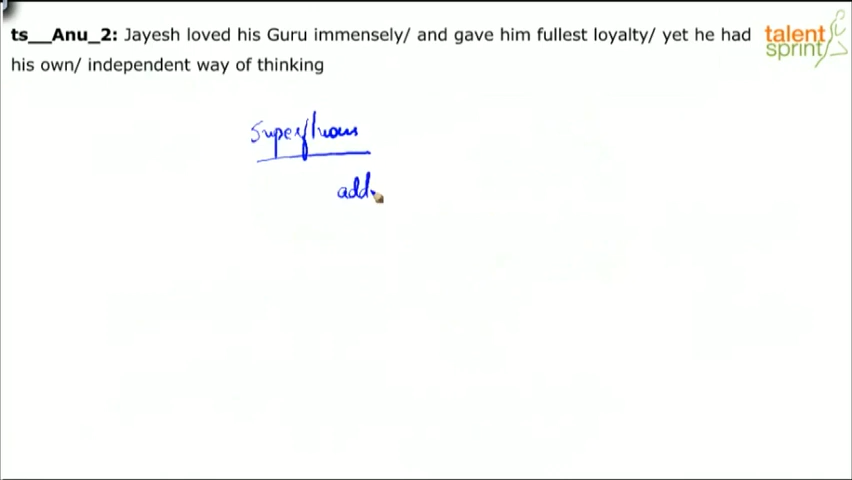 ts__Anu_2: Jayesh loved his Guru immensely/ and gave him fullest loyalty/ yet he had
his own/ independent way of thinking
talent
sprint
Superfluous
add